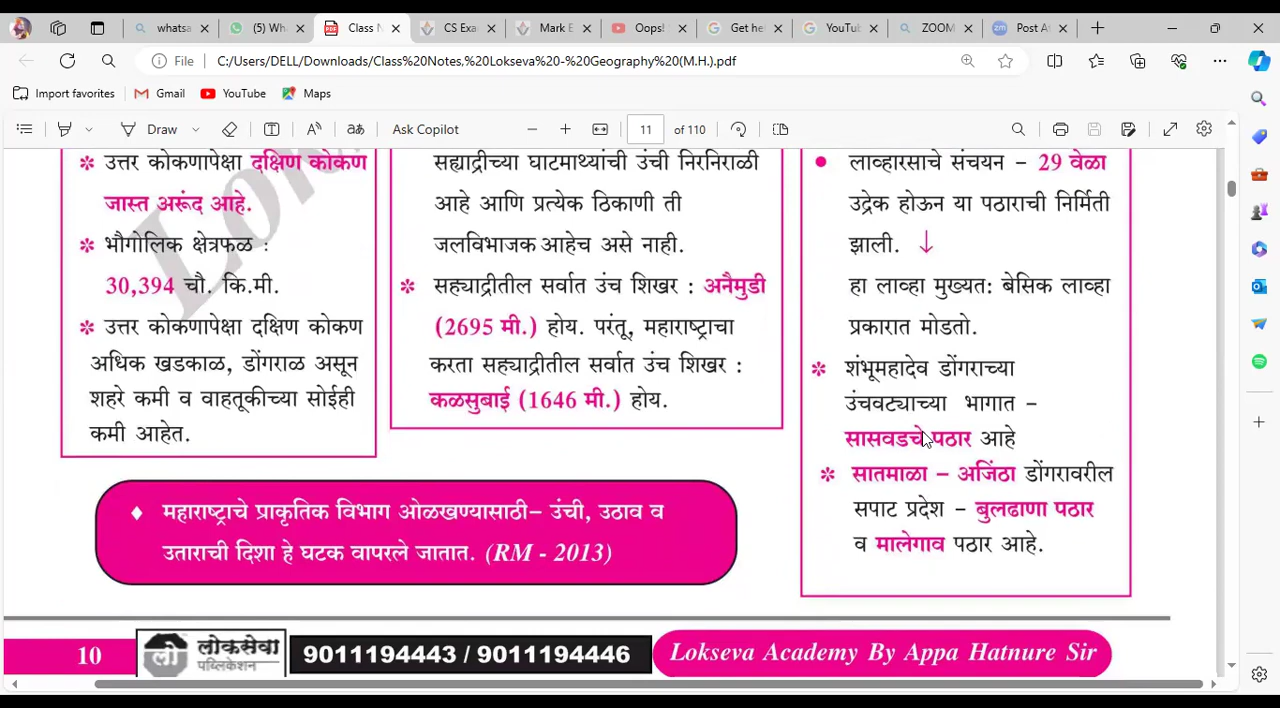 whatsa
(5) Wh
Class N
CS Exa
Mark E
Oops!
Get he
YouTub
ZOOM
Post At
File
C:/Users/DELL/Downloads/Class%20Notes,%20Lokseva%20-%20Geography%20(M.H.).pdf
Import favorites
Gmail
YouTube
Maps
Draw
Ask Copilot
11
of 110
* उत्तर कोकणापेक्षा दक्षिण कोकण
जास्त अरूंद आहे.
* भौगोलिक क्षेत्रफळ :
30,394 चौ. कि.मी.
* उत्तर कोकणापेक्षा दक्षिण कोकण
अधिक खडकाळ, डोंगराळ असून
शहरे कमी व वाहतूकीच्या सोईही
कमी आहेत.
सह्याद्रीच्या घाटमाथ्यांची उंची निरनिराळी
आहे आणि प्रत्येक ठिकाणी ती
जलविभाजक आहेच असे नाही.
* सह्याद्रीतील सर्वात उंच शिखर : अनैमुडी
(2695 मी.) होय. परंतू, महाराष्ट्राचा
करता सह्याद्रीतील सर्वात उंच शिखर :
कळसुबाई (1646 मी.) होय.
• लाव्हारसाचे संचयन - 29 वेळा
उद्रेक होऊन या पठाराची निर्मिती
झाली. ↓
हा लाव्हा मुख्यत: बेसिक लाव्हा
प्रकारात मोडतो.
* शंभूमहादेव डोंगराच्या
उंचवट्याच्या भागात -
सासवडचे पठार आहे
* सातमाळा - अजिंठा डोंगरावरील
सपाट प्रदेश - बुलढाणा पठार
व मालेगाव पठार आहे.
♦ महाराष्ट्राचे प्राकृतिक विभाग ओळखण्यासाठी- उंची, उठाव व
उताराची दिशा हे घटक वापरले जातात. (RM - 2013)
10
लोकसेवा
पब्लिकेशन
9011194443 / 9011194446
Lokseva Academy By Appa Hatnure Sir